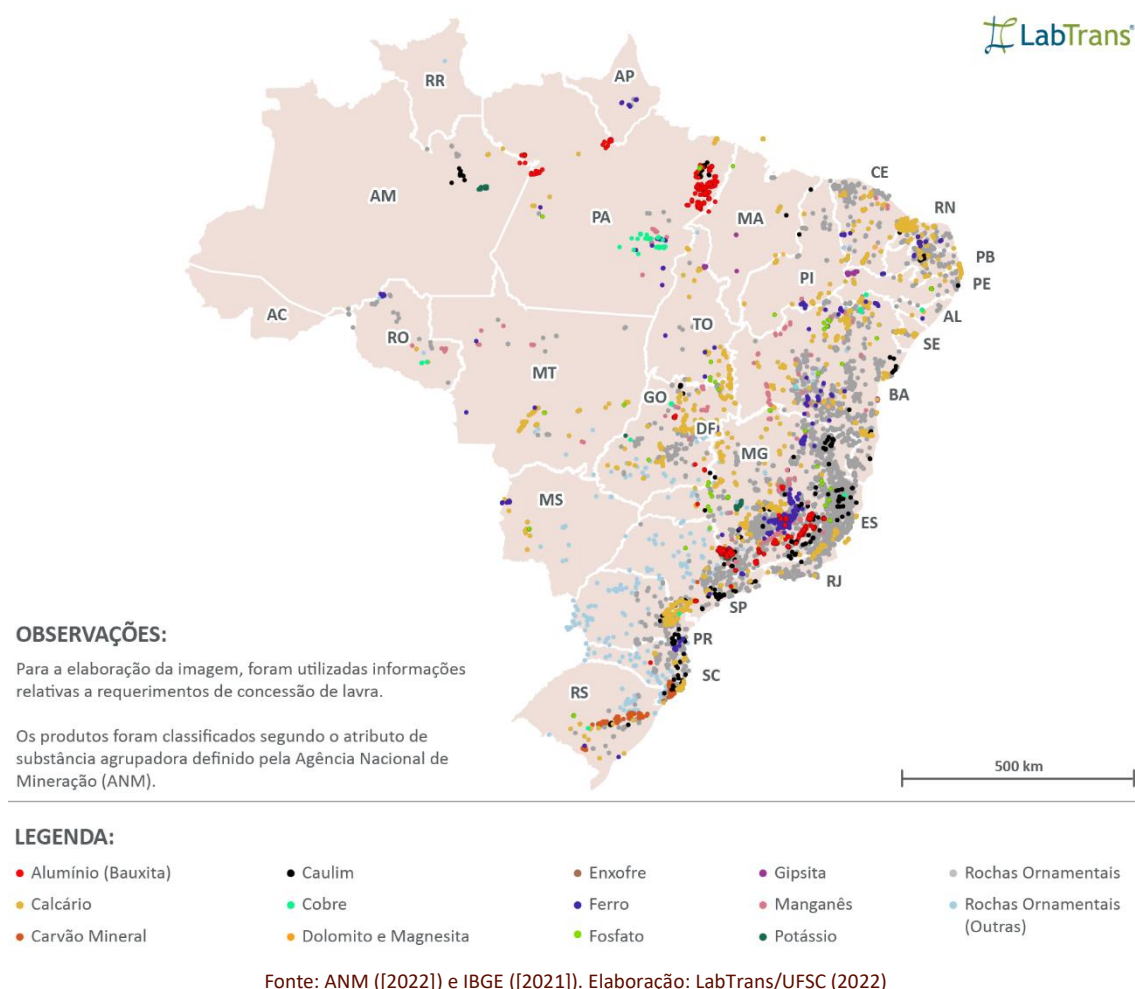 LabTrans
RR
AP
AM
PA
MA
CE
RN
PB
PE
PI
AL
SE
AC
RO
TO
MT
BA
GO
DF
MG
MS
ES
RJ
SP
PR
SC
RS
OBSERVAÇÕES:
Para a elaboração da imagem, foram utilizadas informações
relativas a requerimentos de concessão de lavra.
Os produtos foram classificados segundo o atributo de
substância agrupadora definido pela Agência Nacional de
Mineração (ANM).
500 km
LEGENDA:
Alumínio (Bauxita)
Calcário
Carvão Mineral
Caulim
Cobre
Dolomito e Magnesita
Enxofre
Ferro
Fosfato
Gipsita
Manganês
Potássio
Rochas Ornamentais
Rochas Ornamentais
(Outras)
Fonte: ANM ([2022]) e IBGE ([2021]). Elaboração: LabTrans/UFSC (2022)